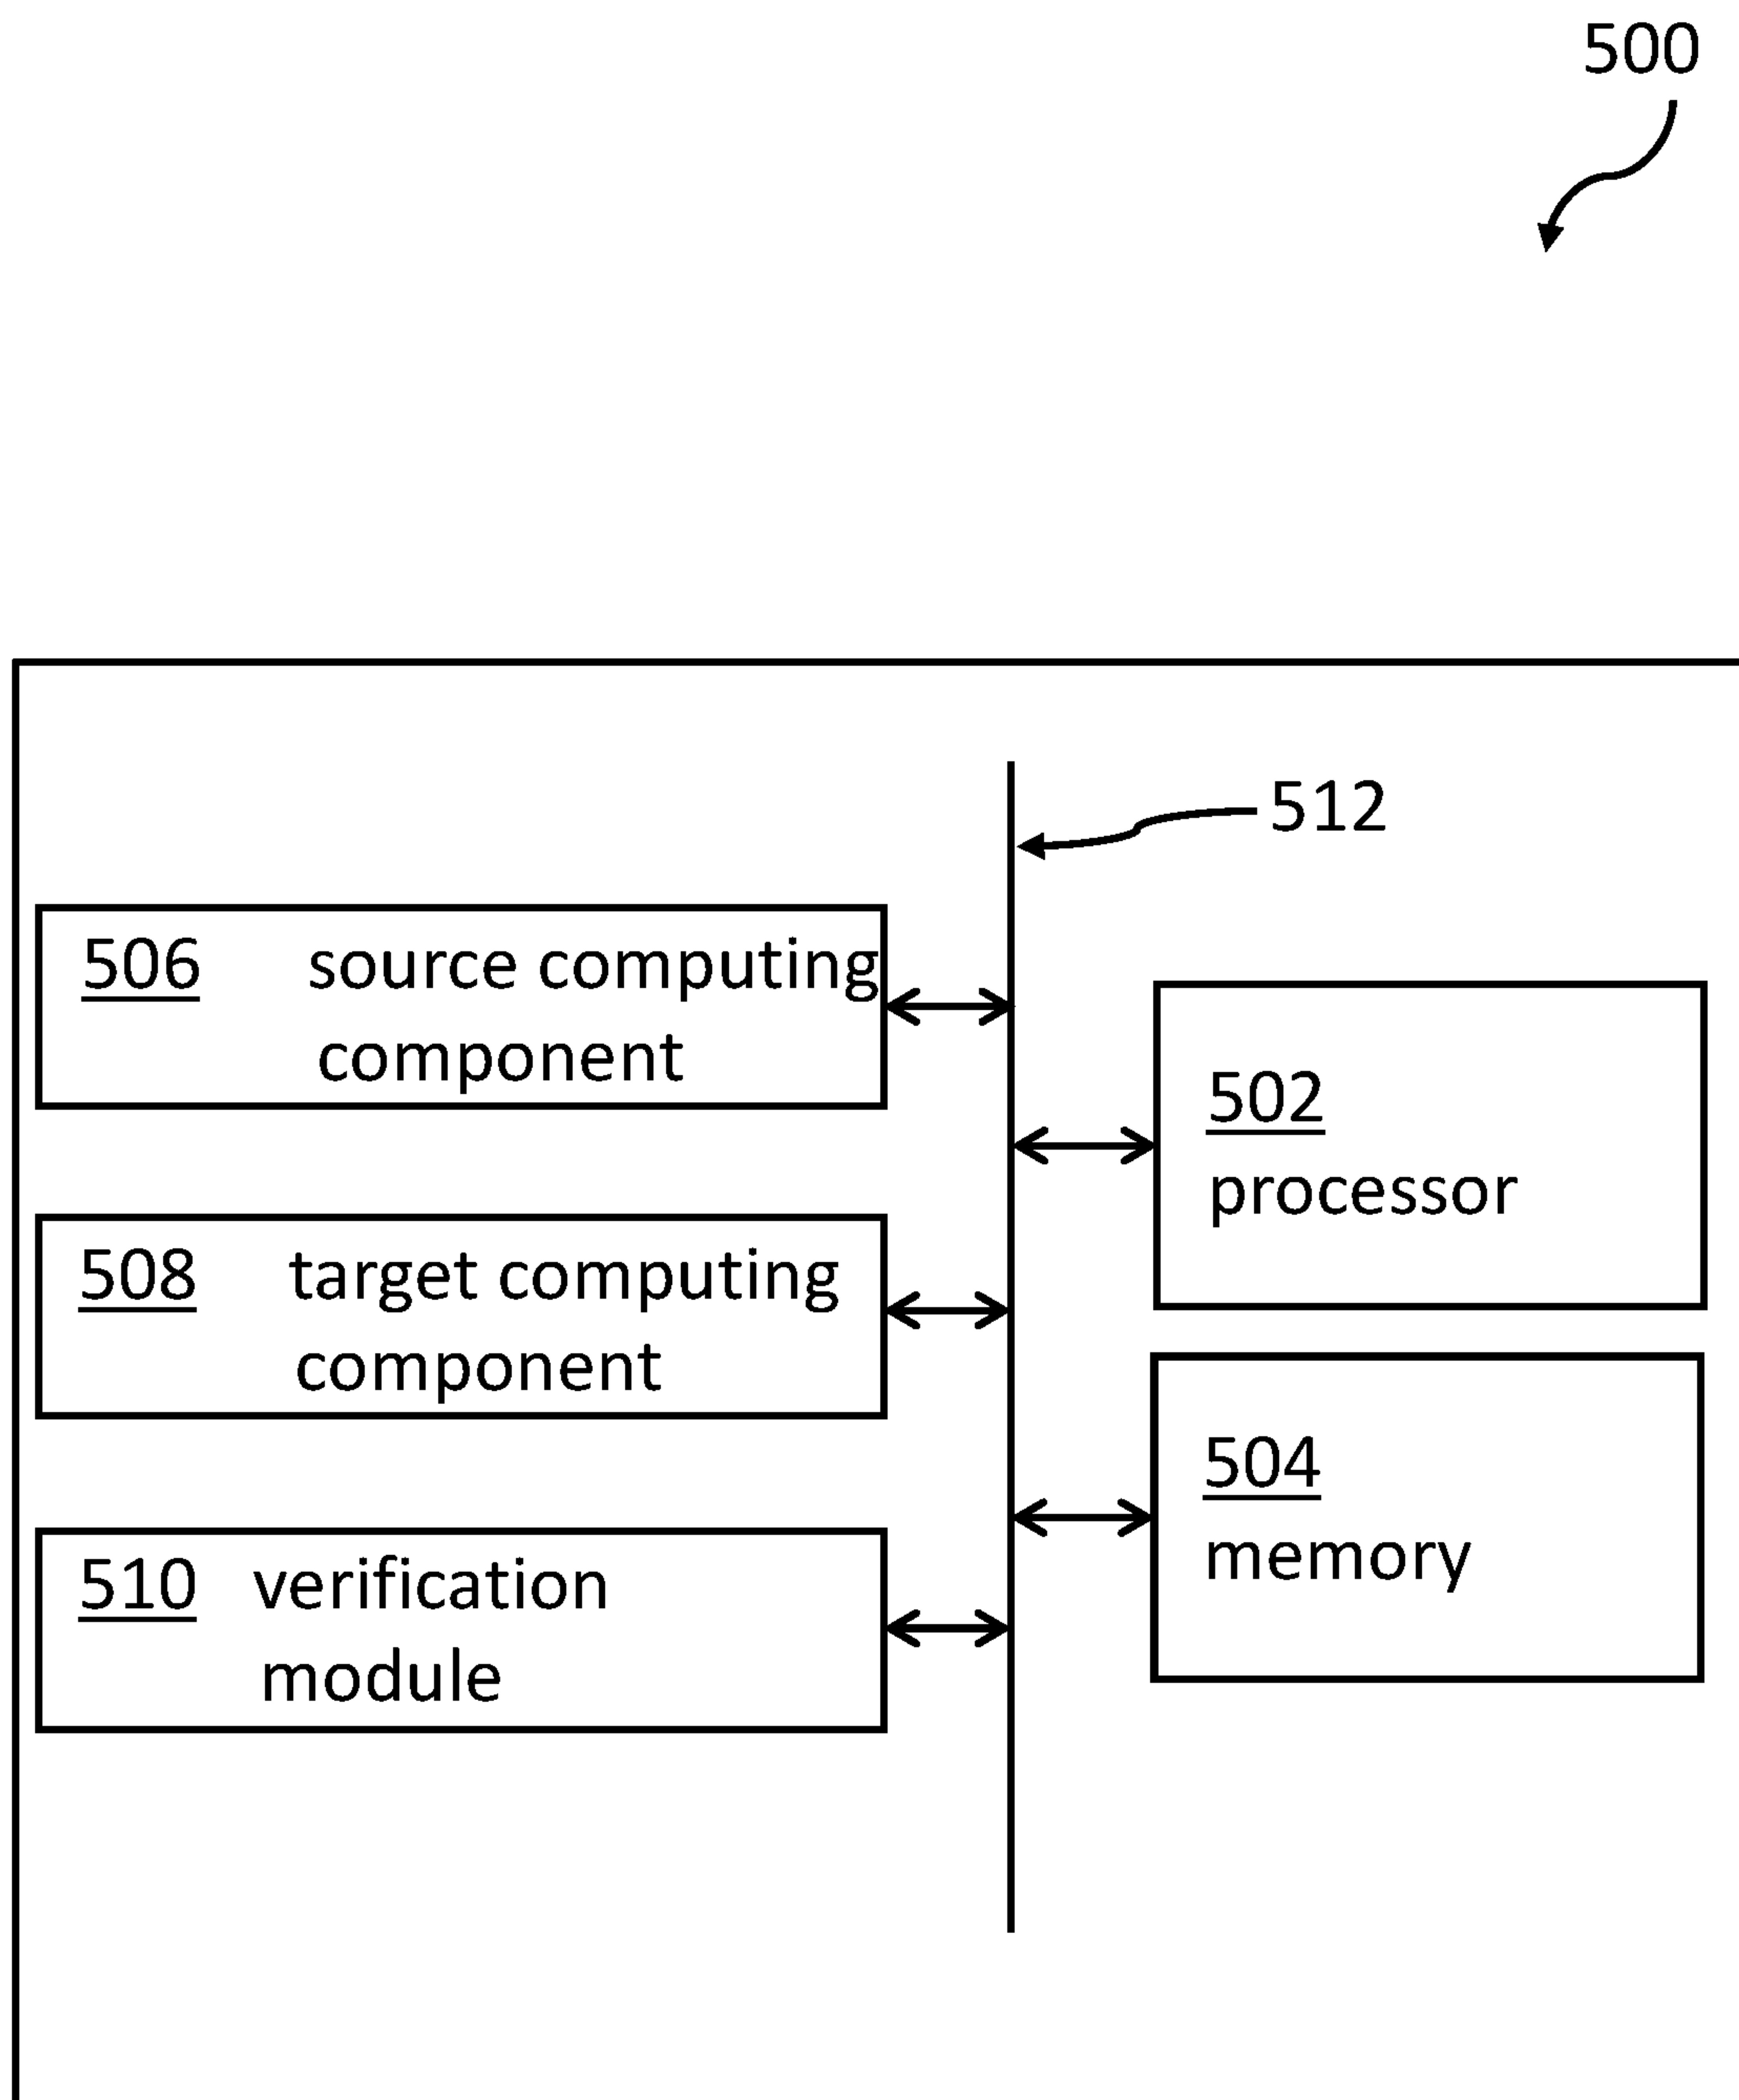 500
512
506 source computing
component
502
processor
508 target computing
component
504
memory
510 verification
module